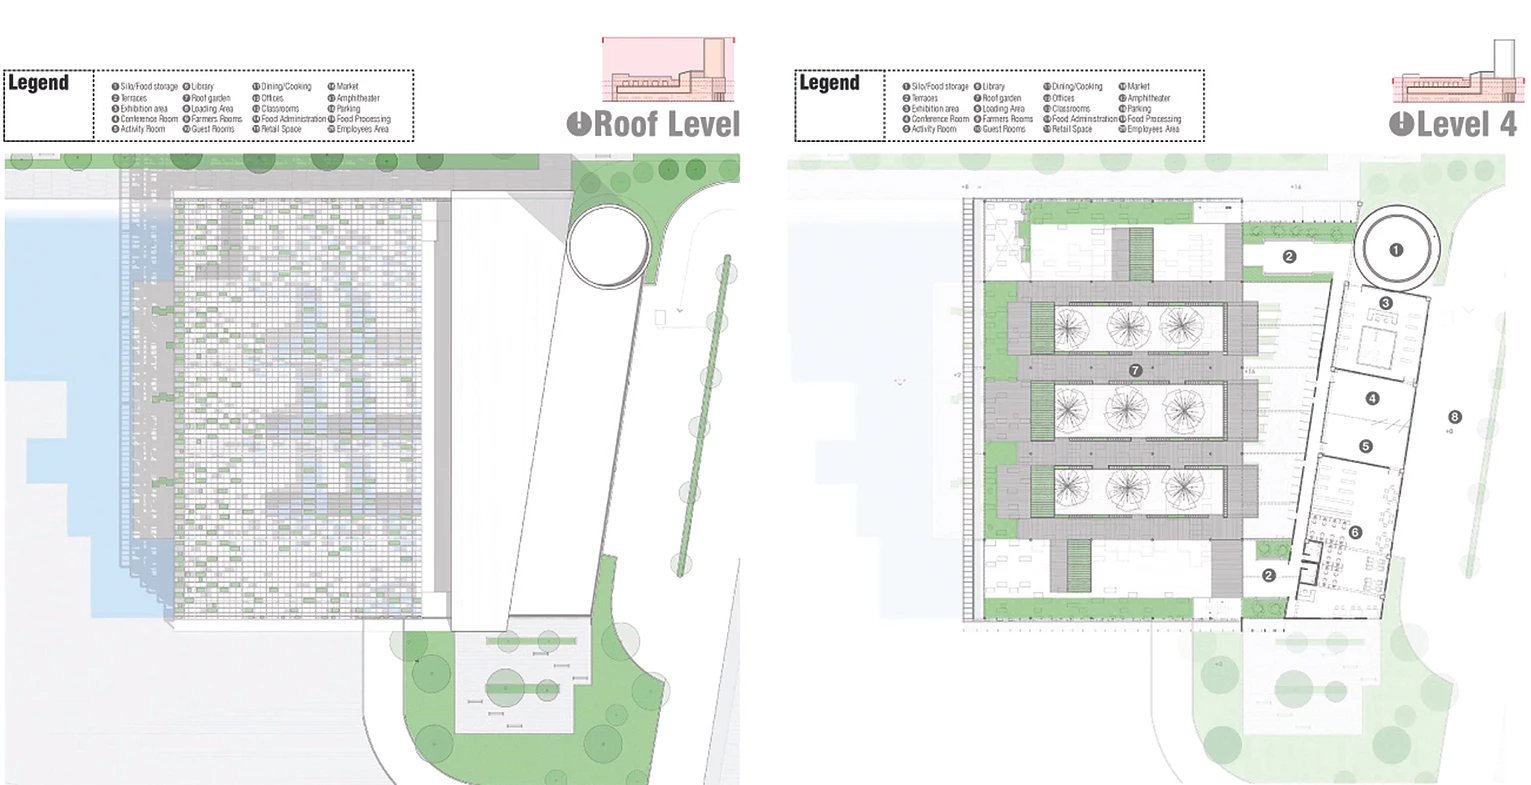 Legend
1 Silo/Food storage 6 Library 11 Dining/Cooking 16 Market
2 Terraces 7 Roof garden 12 Offices 17 Amphitheater
3 Exhibition area 8 Loading Area 13 Classrooms 18 Parking
4 Conference Room 9 Farmers Rooms 14 Food Administration 19 Food Processing
5 Activity Room 10 Guest Rooms 15 Retail Space 20 Employees Area
Roof Level
Legend
1 Silo/Food storage 6 Library 11 Dining/Cooking 16 Market
2 Terraces 7 Roof garden 12 Offices 17 Amphitheater
3 Exhibition area 8 Loading Area 13 Classrooms 18 Parking
4 Conference Room 9 Farmers Rooms 14 Food Administration 19 Food Processing
5 Activity Room 10 Guest Rooms 15 Retail Space 20 Employees Area
Level 4
1
2
3
7
4
8
5
6
2